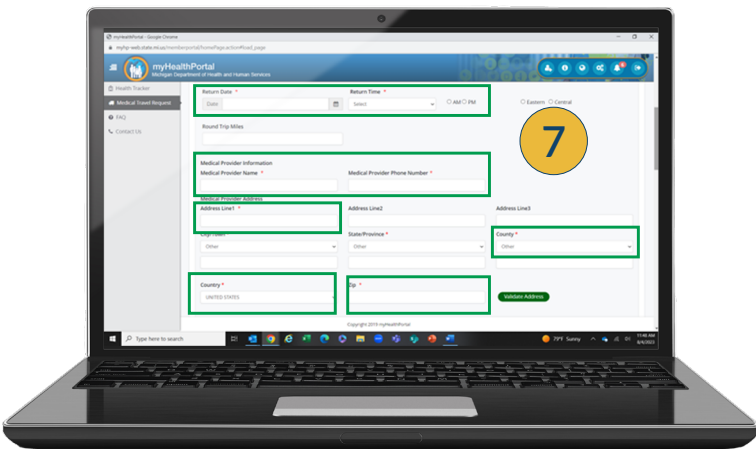 myHealthPortal - Google Chrome
myhp-web.state.mi.us/memberportal/homePage.action#load_page
myHealthPortal
Michigan Department of Health and Human Services
Health Tracker
Medical Travel Request
FAQ
Contact Us
Return Date *
Return Time *
Date
Select
AM PM
Eastern Central
7
Round Trip Miles
Medical Provider Information
Medical Provider Name *
Medical Provider Phone Number *
Medical Provider Address
Address Line1 *
Address Line2
Address Line3
City/Town *
State/Province *
County *
Other
Other
Other
Country *
Zip *
UNITED STATES
Validate Address
Copyright 2019 myHealthPortal
Type here to search
79°F Sunny
11:46 AM
8/4/2023